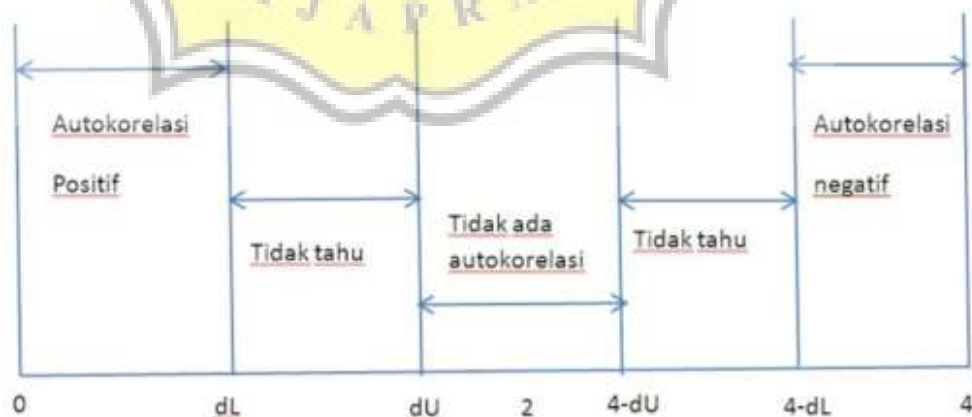 Autokorelasi
Positif
Tidak tahu
Tidak ada
autokorelasi
Tidak tahu
Autokorelasi
negatif
0
dL
dU
2
4-dU
4-dL
4